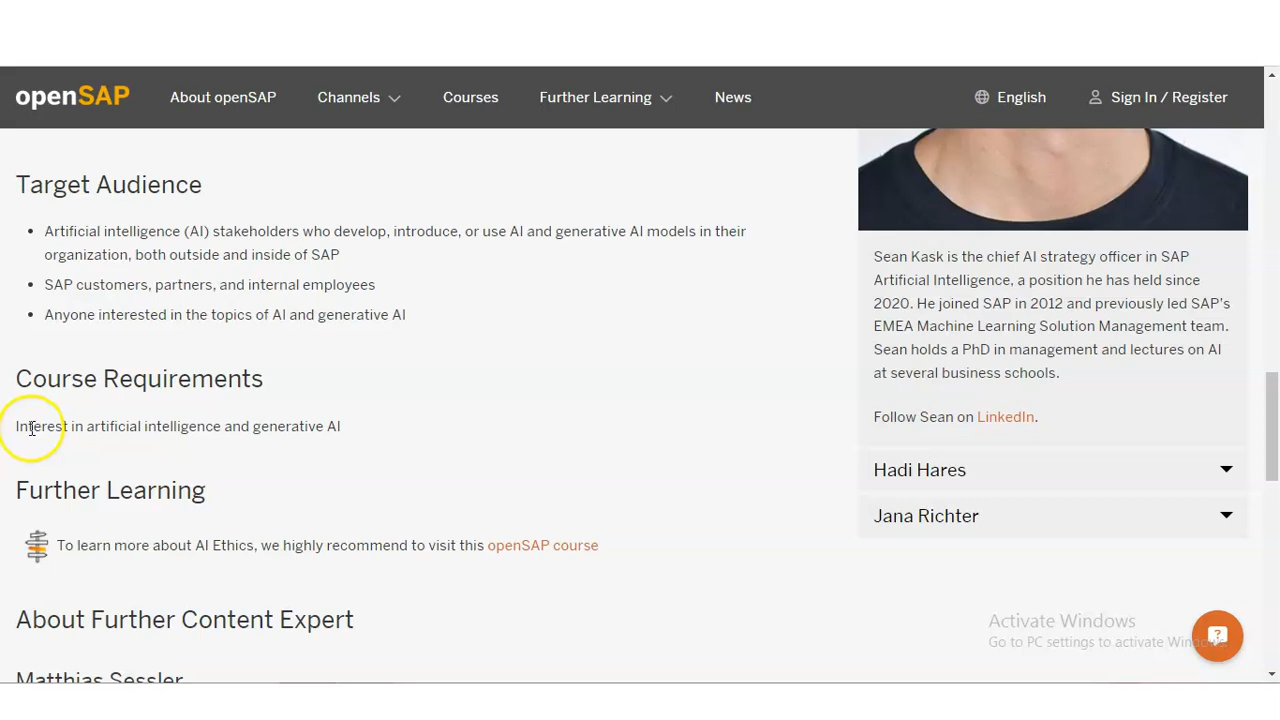 openSAP
About openSAP
Channels
Courses
Further Learning
News
English
Sign In / Register
Target Audience
Artificial intelligence (AI) stakeholders who develop, introduce, or use AI and generative AI models in their
organization, both outside and inside of SAP
SAP customers, partners, and internal employees
Anyone interested in the topics of AI and generative AI
Course Requirements
Interest in artificial intelligence and generative AI
Further Learning
To learn more about AI Ethics, we highly recommend to visit this openSAP course
About Further Content Expert
Matthias Sessler
Sean Kask is the chief AI strategy officer in SAP
Artificial Intelligence, a position he has held since
2020. He joined SAP in 2012 and previously led SAP's
EMEA Machine Learning Solution Management team.
Sean holds a PhD in management and lectures on AI
at several business schools.
Follow Sean on LinkedIn.
Hadi Hares
Jana Richter
Activate Windows
Go to PC settings to activate Windows.